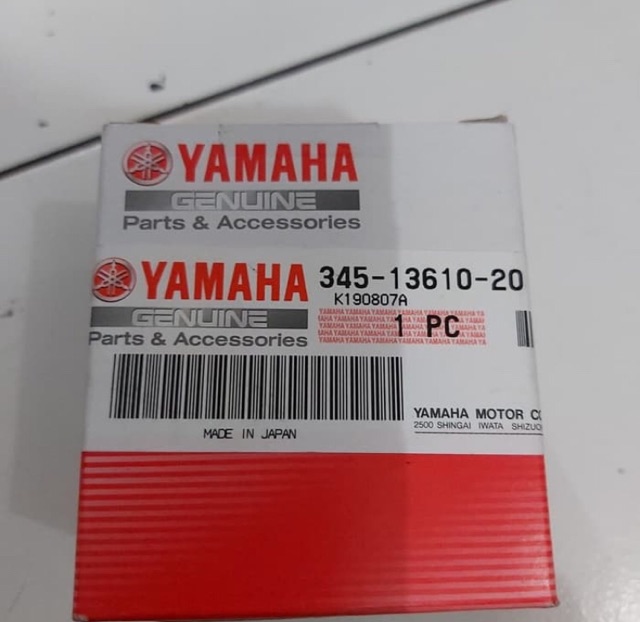 YAMAHA
GENUINE
Parts & Accessories
YAMAHA 345-13610-20
K190807A
GENUINE 1 PC
Parts & Accessories
MADE IN JAPAN
YAMAHA MOTOR CO
2500 SHINGAI IWATA SHIZUO